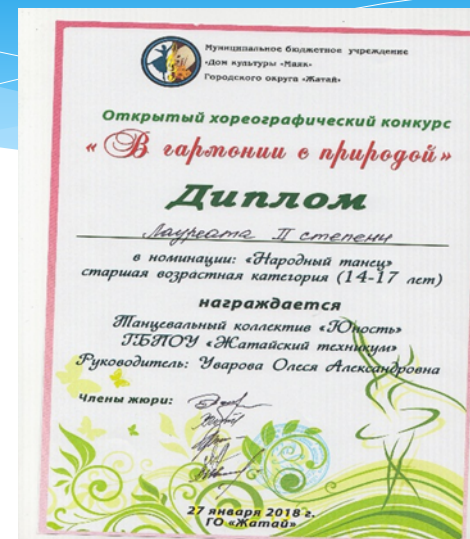 Муниципальное бюджетное учреждение
«Дом культуры «Маяк»
Городского округа «Жатай»
Открытый хореографический конкурс
«В гармонии с природой»
Диплом
Лауреата II степени
в номинации: «Народный танец»
старшая возрастная категория (14-17 лет)
награждается
Танцевальный коллектив «Юность»
ГБПОУ «Жатайский техникум»
Руководитель: Уварова Олеся Александровна
Члены жюри:
27 января 2018 г.
ГО «Жатай»